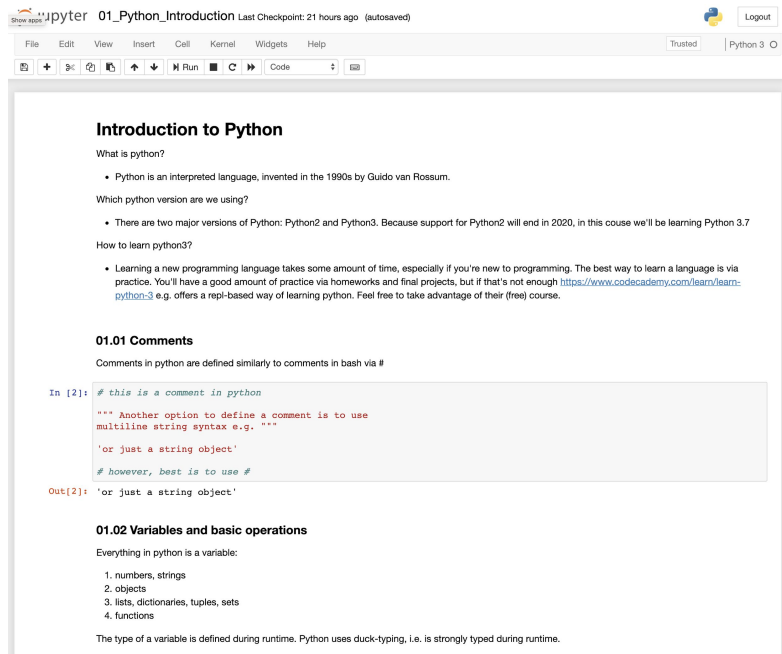 Show apps
upyter 01_Python_Introduction Last Checkpoint: 21 hours ago (autosaved)
Logout
File Edit View Insert Cell Kernel Widgets Help
Trusted Python 3
Run Code
Introduction to Python
What is python?
• Python is an interpreted language, invented in the 1990s by Guido van Rossum.
Which python version are we using?
• There are two major versions of Python: Python2 and Python3. Because support for Python2 will end in 2020, in this couse we'll be learning Python 3.7
How to learn python3?
• Learning a new programming language takes some amount of time, especially if you're new to programming. The best way to learn a language is via
practice. You'll have a good amount of practice via homeworks and final projects, but if that's not enough https://www.codecademy.com/learn/learn-
python-3 e.g. offers a repl-based way of learning python. Feel free to take advantage of their (free) course.
01.01 Comments
Comments in python are defined similarly to comments in bash via #
In [2]: # this is a comment in python
""" Another option to define a comment is to use
multiline string syntax e.g. """
'or just a string object'
# however, best is to use #
Out[2]: 'or just a string object'
01.02 Variables and basic operations
Everything in python is a variable:
1. numbers, strings
2. objects
3. lists, dictionaries, tuples, sets
4. functions
The type of a variable is defined during runtime. Python uses duck-typing, i.e. is strongly typed during runtime.